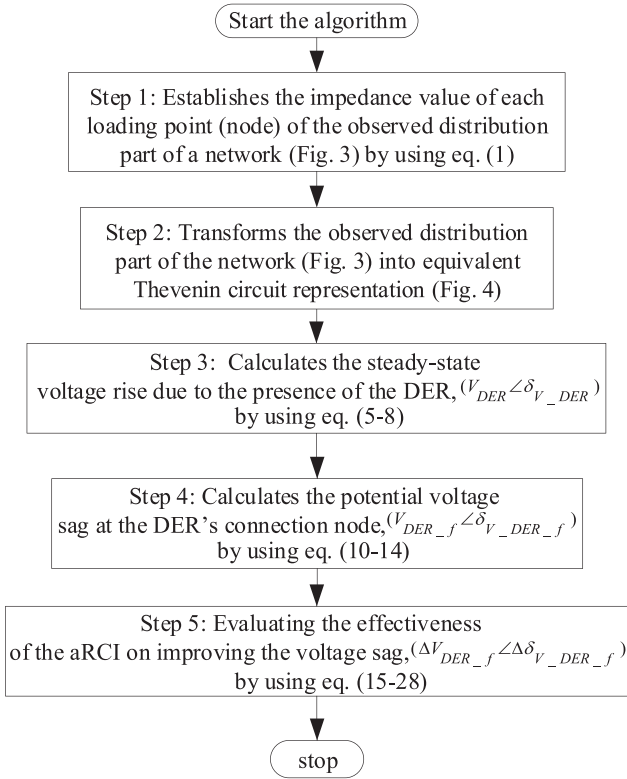 Start the algorithm
Step 1: Establishes the impedance value of each
loading point (node) of the observed distribution
part of a network (Fig. 3) by using eq. (1)
Step 2: Transforms the observed distribution
part of the network (Fig. 3) into equivalent
Thevenin circuit representation (Fig. 4)
Step 3: Calculates the steady-state
voltage rise due to the presence of the DER, (V_DER∠δ_V_DER)
by using eq. (5-8)
Step 4: Calculates the potential voltage
sag at the DER's connection node, (V_DER_f∠δ_V_DER_f)
by using eq. (10-14)
Step 5: Evaluating the effectiveness
of the aRCI on improving the voltage sag, (ΔV_DER_f∠Δδ_V_DER_f)
by using eq. (15-28)
stop